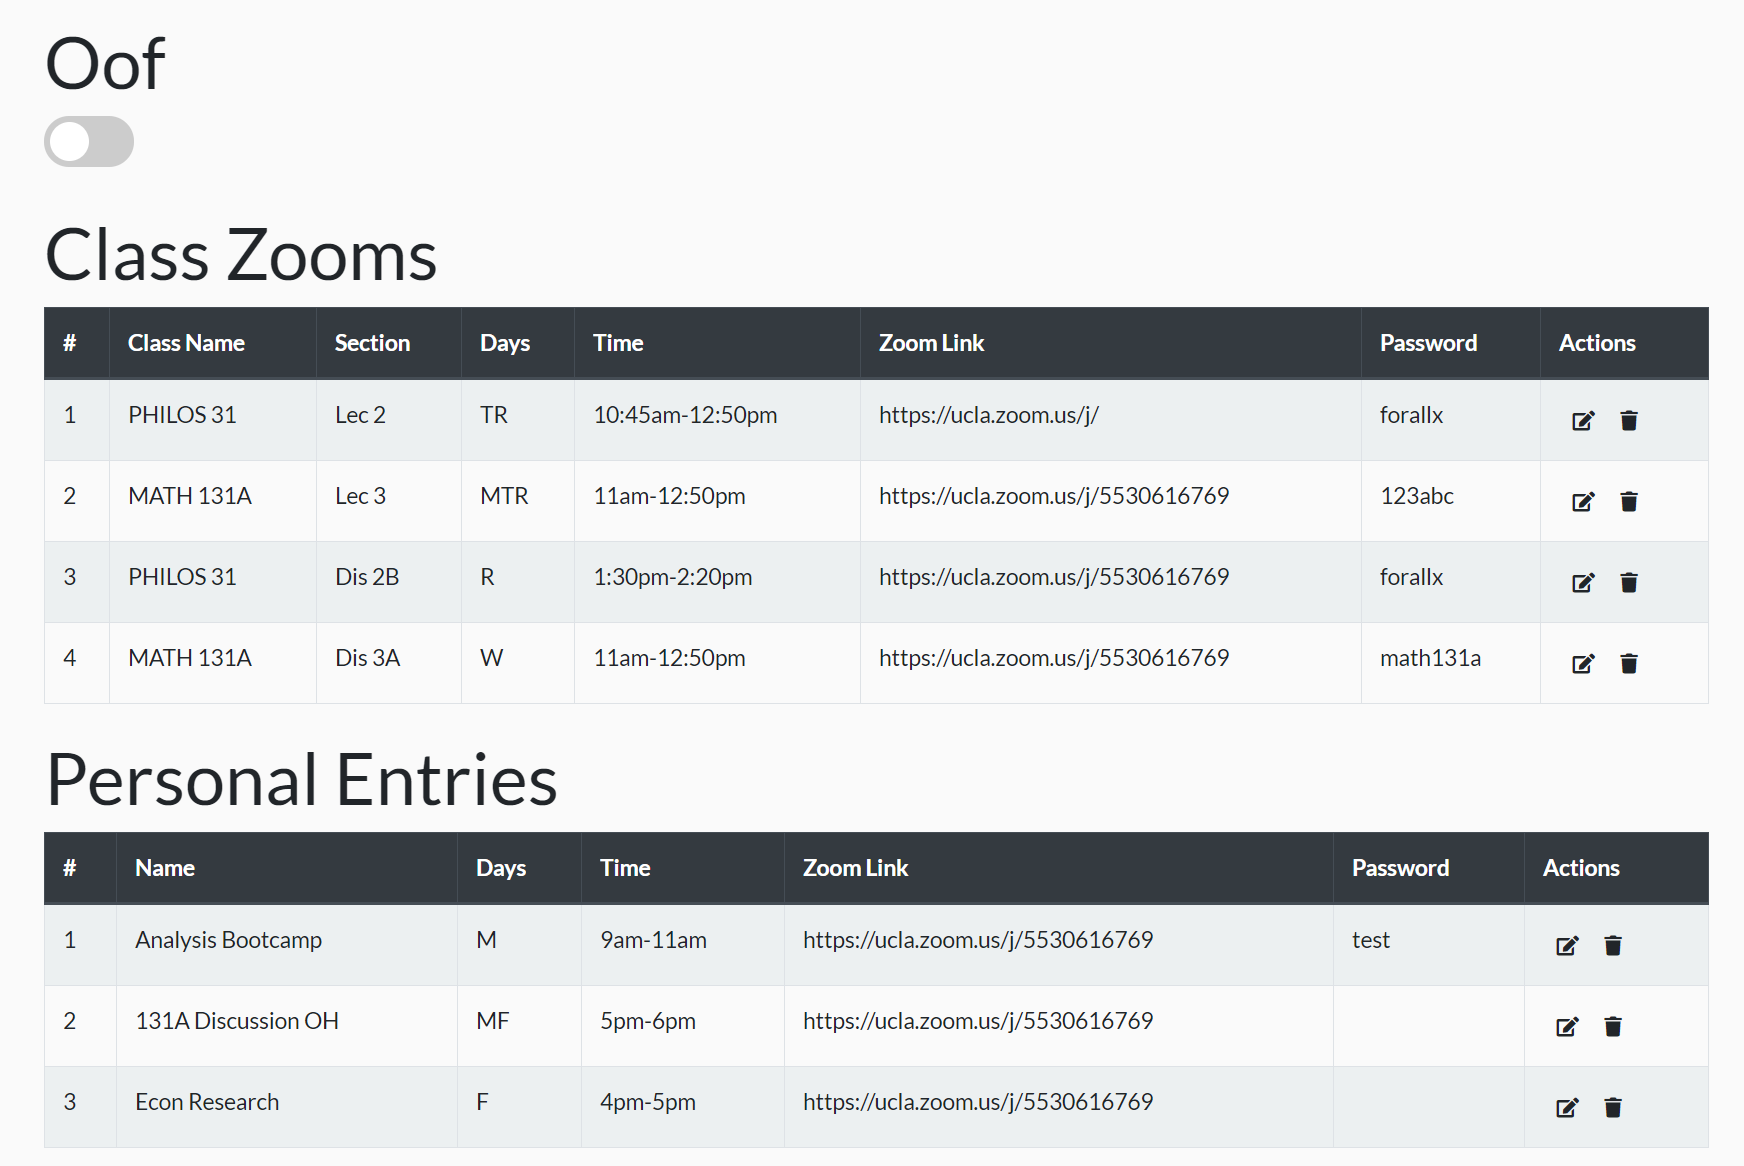 Oof
Class Zooms
# Class Name Section Days Time Zoom Link Password Actions
1 PHILOS 31 Lec 2 TR 10:45am-12:50pm https://ucla.zoom.us/j/ forallx
2 MATH 131A Lec 3 MTR 11am-12:50pm https://ucla.zoom.us/j/5530616769 123abc
3 PHILOS 31 Dis 2B R 1:30pm-2:20pm https://ucla.zoom.us/j/5530616769 forallx
4 MATH 131A Dis 3A W 11am-12:50pm https://ucla.zoom.us/j/5530616769 math131a
Personal Entries
# Name Days Time Zoom Link Password Actions
1 Analysis Bootcamp M 9am-11am https://ucla.zoom.us/j/5530616769 test
2 131A Discussion OH MF 5pm-6pm https://ucla.zoom.us/j/5530616769
3 Econ Research F 4pm-5pm https://ucla.zoom.us/j/5530616769